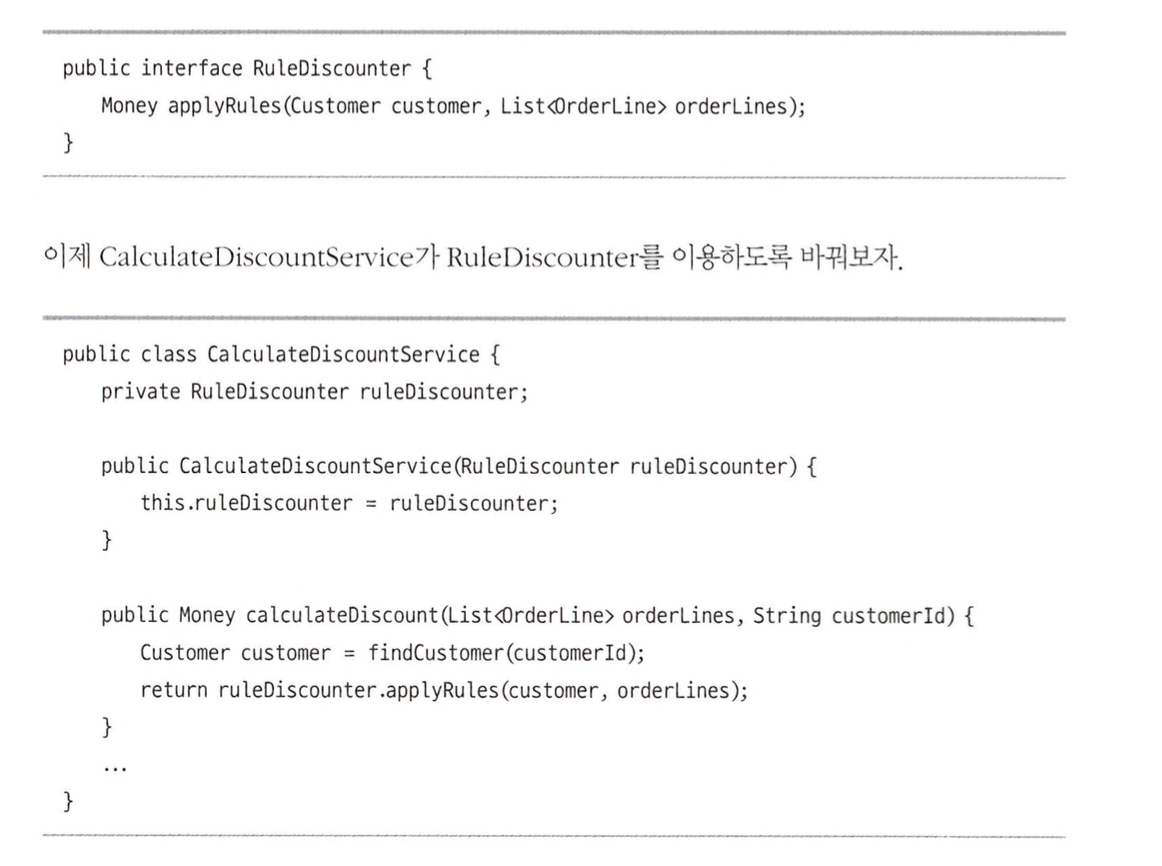 public interface RuleDiscounter {
    Money applyRules(Customer customer, List<OrderLine> orderLines);
}
이제 CalculateDiscountService가 RuleDiscounter를 이용하도록 바꿔보자.
public class CalculateDiscountService {
    private RuleDiscounter ruleDiscounter;
    public CalculateDiscountService(RuleDiscounter ruleDiscounter) {
        this.ruleDiscounter = ruleDiscounter;
    }
    public Money calculateDiscount(List<OrderLine> orderLines, String customerId) {
        Customer customer = findCustomer(customerId);
        return ruleDiscounter.applyRules(customer, orderLines);
    }
    ...
}